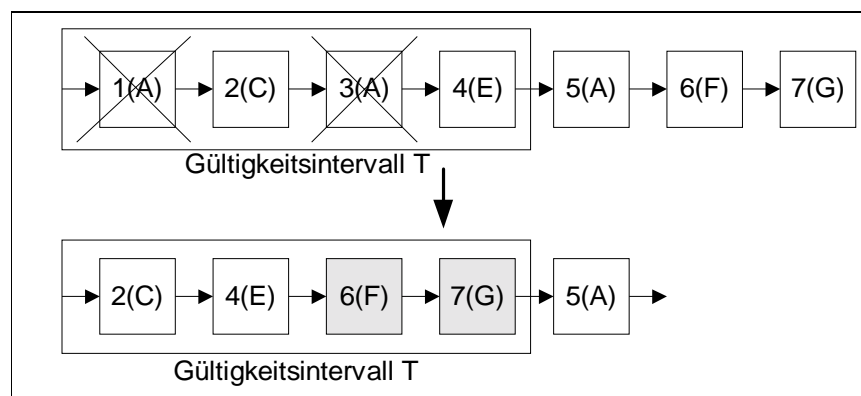 1(A) 2(C) 3(A) 4(E) 5(A) 6(F) 7(G)
Gültigkeitsintervall T
2(C) 4(E) 6(F) 7(G) 5(A)
Gültigkeitsintervall T